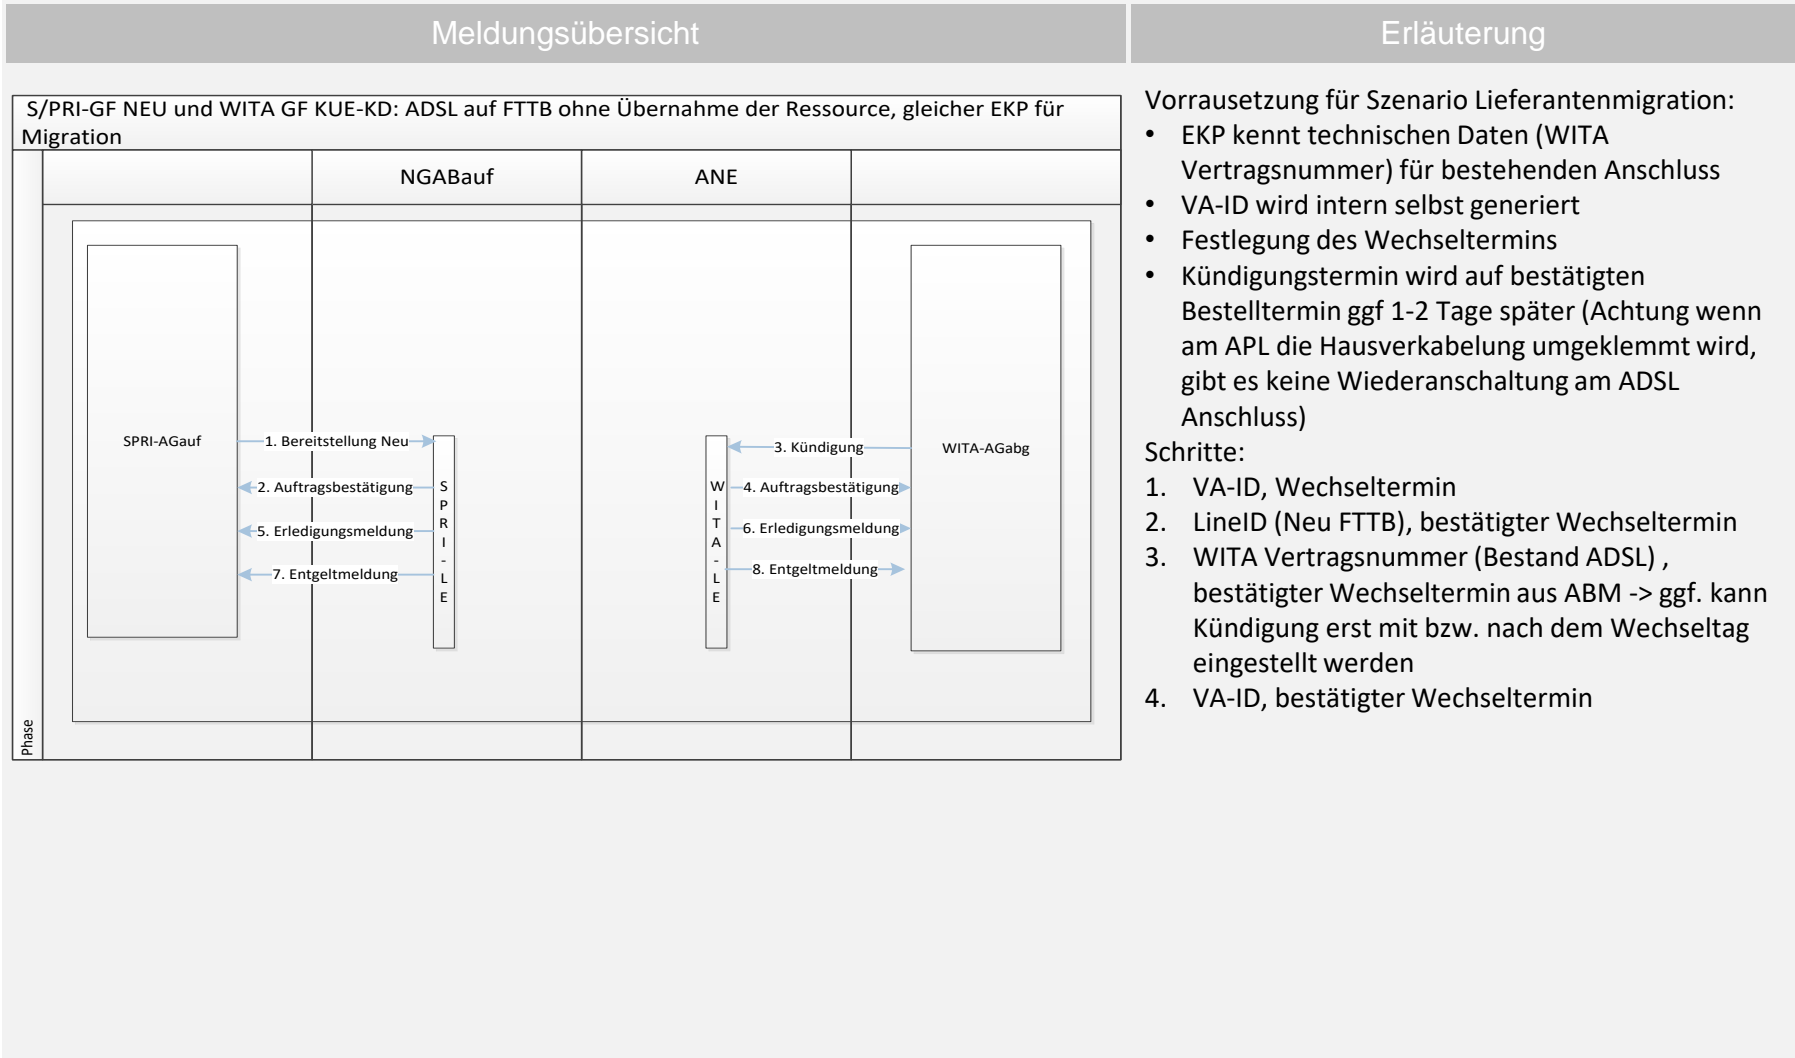 Meldungsübersicht
Erläuterung
S/PRI-GF NEU und WITA GF KUE-KD: ADSL auf FTTB ohne Übernahme der Ressource, gleicher EKP für
Migration
NGABauf
ANE
SPRI-AGauf
1. Bereitstellung Neu
2. Auftragsbestätigung
5. Erledigungsmeldung
7. Entgeltmeldung
SPRI-LE
3. Kündigung
4. Auftragsbestätigung
6. Erledigungsmeldung
8. Entgeltmeldung
WITA-LE
WITA-AGabg
Phase
Vorrausetzung für Szenario Lieferantenmigration:
• EKP kennt technischen Daten (WITA
Vertragsnummer) für bestehenden Anschluss
• VA-ID wird intern selbst generiert
• Festlegung des Wechseltermins
• Kündigungstermin wird auf bestätigten
Bestelltermin ggf 1-2 Tage später (Achtung wenn
am APL die Hausverkabelung umgeklemmt wird,
gibt es keine Wiederanschaltung am ADSL
Anschluss)
Schritte:
1. VA-ID, Wechseltermin
2. LineID (Neu FTTB), bestätigter Wechseltermin
3. WITA Vertragsnummer (Bestand ADSL) ,
bestätigter Wechseltermin aus ABM -> ggf. kann
Kündigung erst mit bzw. nach dem Wechseltag
eingestellt werden
4. VA-ID, bestätigter Wechseltermin